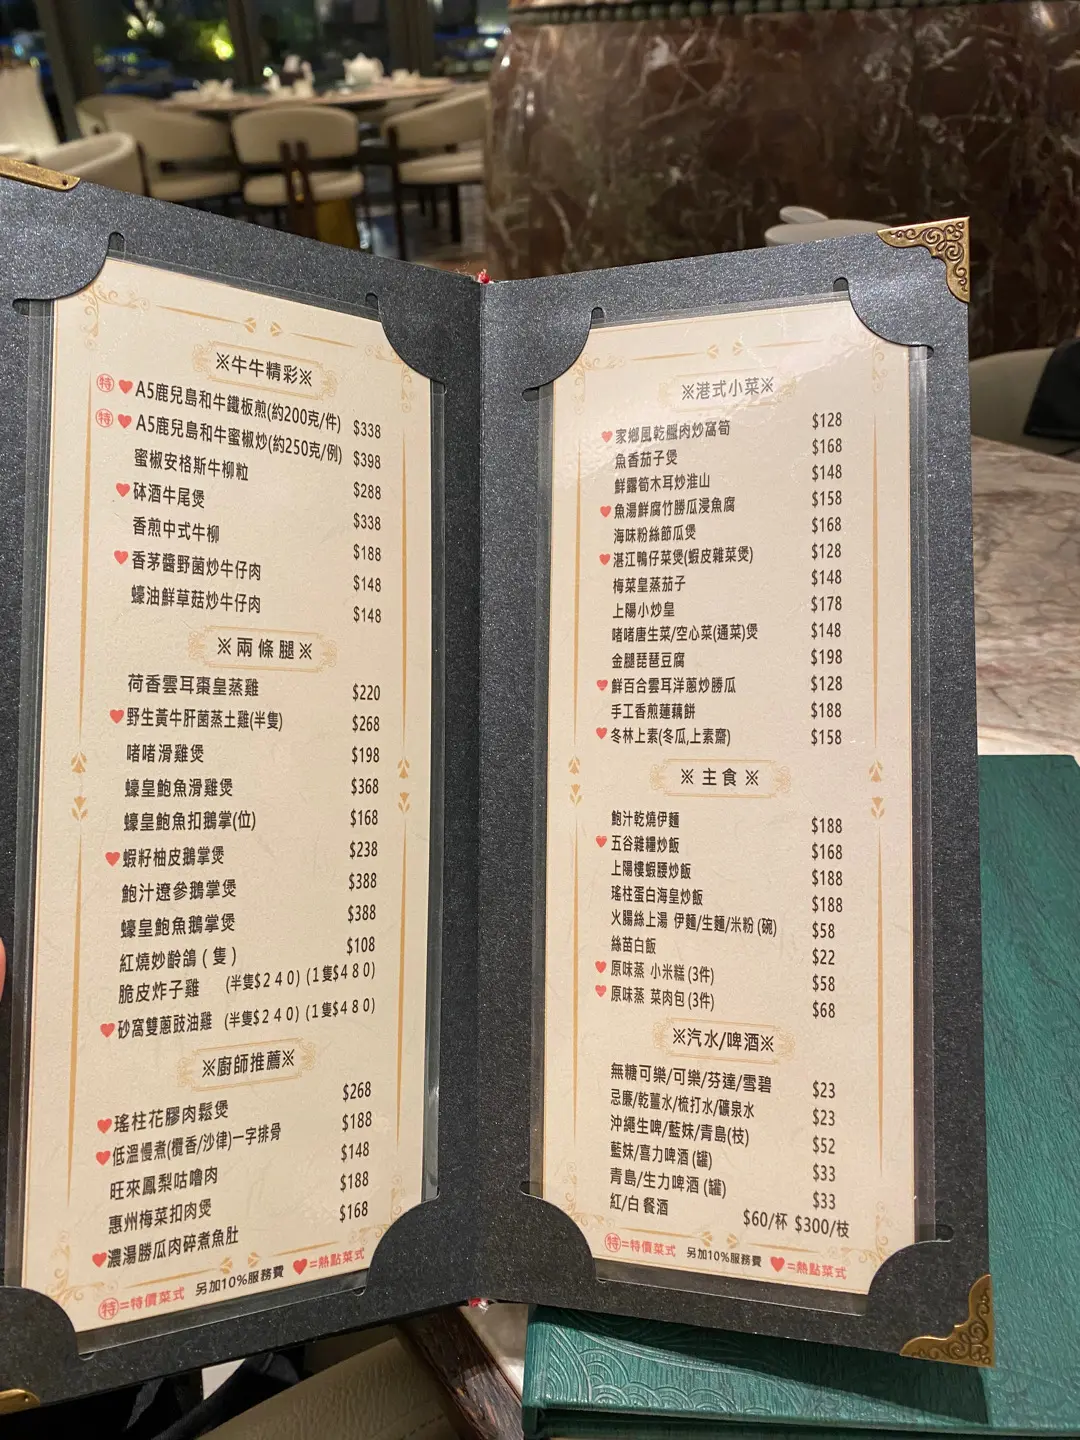 ※牛牛精彩※
特 ♥ A5鹿兒島和牛鐵板煎(約200克/件) $338
特 ♥ A5鹿兒島和牛蜜椒炒(約250克/例) $398
蜜椒安格斯牛柳粒 $288
♥ 砵酒牛尾煲 $338
香煎中式牛柳 $188
♥ 香茅醬野菌炒牛仔肉 $148
蠔油鮮草菇炒牛仔肉 $148
※兩條腿※
荷香雲耳棗皇蒸雞 $220
♥ 野生黃牛肝菌蒸土雞(半隻) $268
啫啫滑雞煲 $198
蠔皇鮑魚滑雞煲 $368
蠔皇鮑魚扣鵝掌(位) $168
♥ 蝦籽柚皮鵝掌煲 $238
鮑汁遼參鵝掌煲 $388
蠔皇鮑魚鵝掌煲 $388
紅燒妙齡鴿(隻) $108
脆皮炸子雞 (半隻$240)(1隻$480)
♥ 砂窩雙蔥豉油雞 (半隻$240)(1隻$480)
※廚師推薦※
♥ 瑤柱花膠肉鬆煲 $268
♥ 低溫慢煮(欖香/沙律)一字排骨 $188
旺來鳳梨咕嚕肉 $148
惠州梅菜扣肉煲 $188
♥ 濃湯勝瓜肉碎煮魚肚 $168
特=特價菜式 另加10%服務費 ♥=熱點菜式
※港式小菜※
♥ 家鄉風乾臘肉炒窩筍 $128
魚香茄子煲 $168
鮮露筍木耳炒淮山 $148
♥ 魚湯鮮腐竹勝瓜浸魚腐 $158
海味粉絲節瓜煲 $168
♥ 湛江鴨仔菜煲(蝦皮雜菜煲) $128
梅菜皇蒸茄子 $148
上陽小炒皇 $178
啫啫唐生菜/空心菜(通菜)煲 $148
金腿琵琶豆腐 $198
♥ 鮮百合雲耳洋蔥炒勝瓜 $128
手工香煎蓮藕餅 $188
♥ 冬林上素(冬瓜,上素齋) $158
※主食※
鮑汁乾燒伊麵 $188
♥ 五谷雜糧炒飯 $168
上陽樓蝦腰炒飯 $188
瑤柱蛋白海皇炒飯 $188
火腸絲上湯 伊麵/生麵/米粉(碗) $58
絲苗白飯 $22
♥ 原味蒸 小米糕(3件) $58
♥ 原味蒸 菜肉包(3件) $68
※汽水/啤酒※
無糖可樂/可樂/芬達/雪碧 $23
忌廉/乾薑水/梳打水/礦泉水 $23
沖繩生啤/藍妹/青島(枝) $52
藍妹/喜力啤酒(罐) $33
青島/生力啤酒(罐) $33
紅/白 餐酒 $60/杯 $300/枝
特=特價菜式 另加10%服務費 ♥=熱點菜式